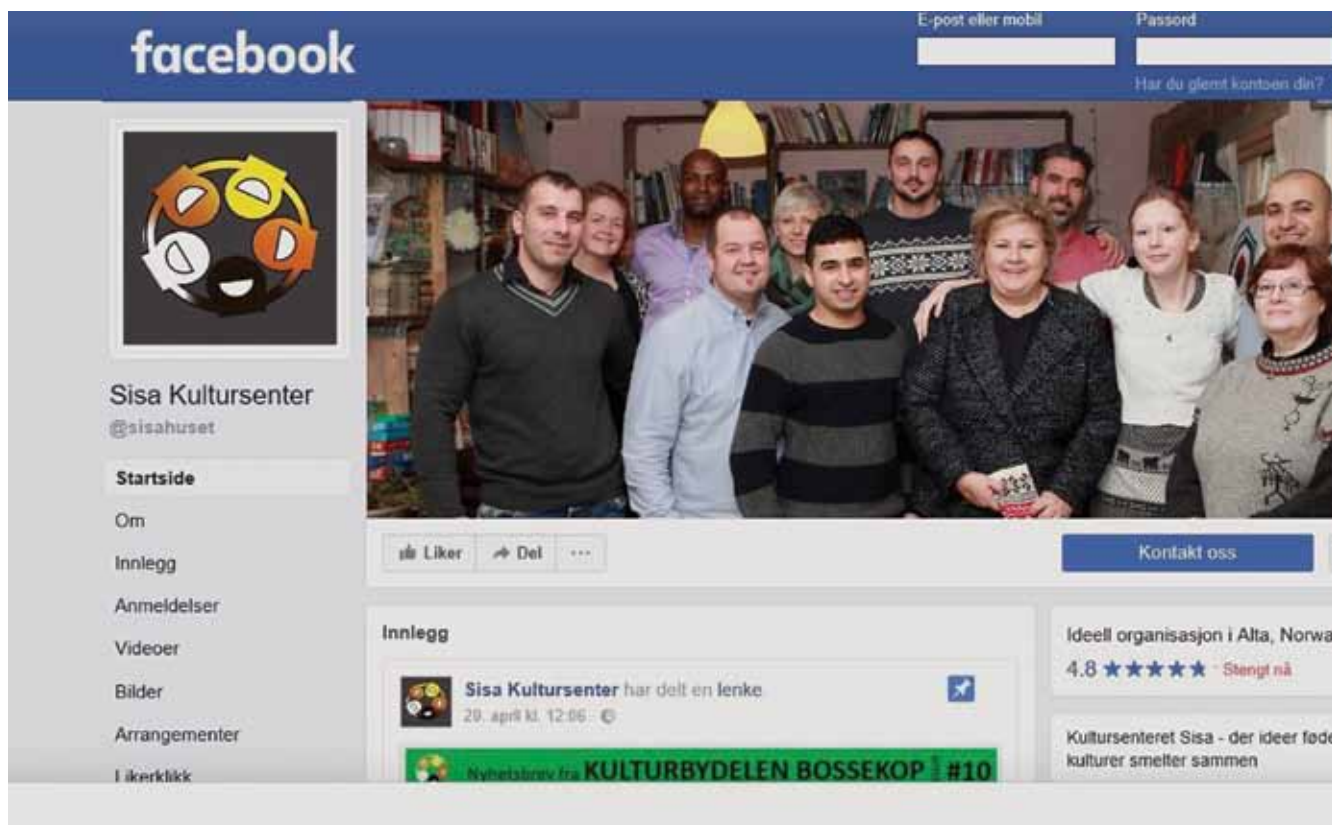 facebook
E-post eller mobil
Passord
Har du glemt kontoen din?
Sisa Kultursenter
@sisahuset
Startside
Om
Innlegg
Anmeldelser
Videoer
Bilder
Arrangementer
Likerklikk
Liker
Del
Kontakt oss
Innlegg
Sisa Kultursenter har delt en lenke
20. april kl. 12:06
Nyhetsbrev fra KULTURBYDELEN BOSSEKOP #10
Ideell organisasjon i Alta, Norwa
4.8 ★★★★★ · Stengt nå
Kultursenteret Sisa - der ideer føde
kulturer smelter sammen